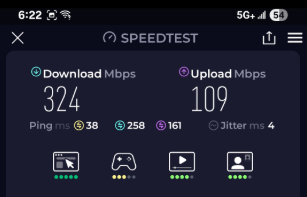 6:22 5G+ 54
SPEEDTEST
Download Mbps Upload Mbps
324 109
Ping ms 38 258 161 Jitter ms 4